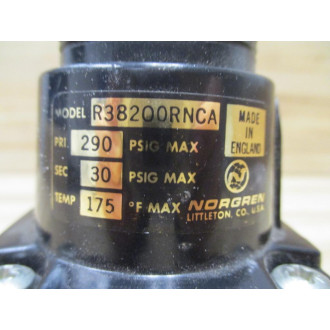 MODEL R38200RNCA
PRI 290 PSIG MAX
SEC 30 PSIG MAX
TEMP 175 °F MAX
MADE
IN
ENGLAND
NORGREN
LITTLETON, CO., U.S.A.